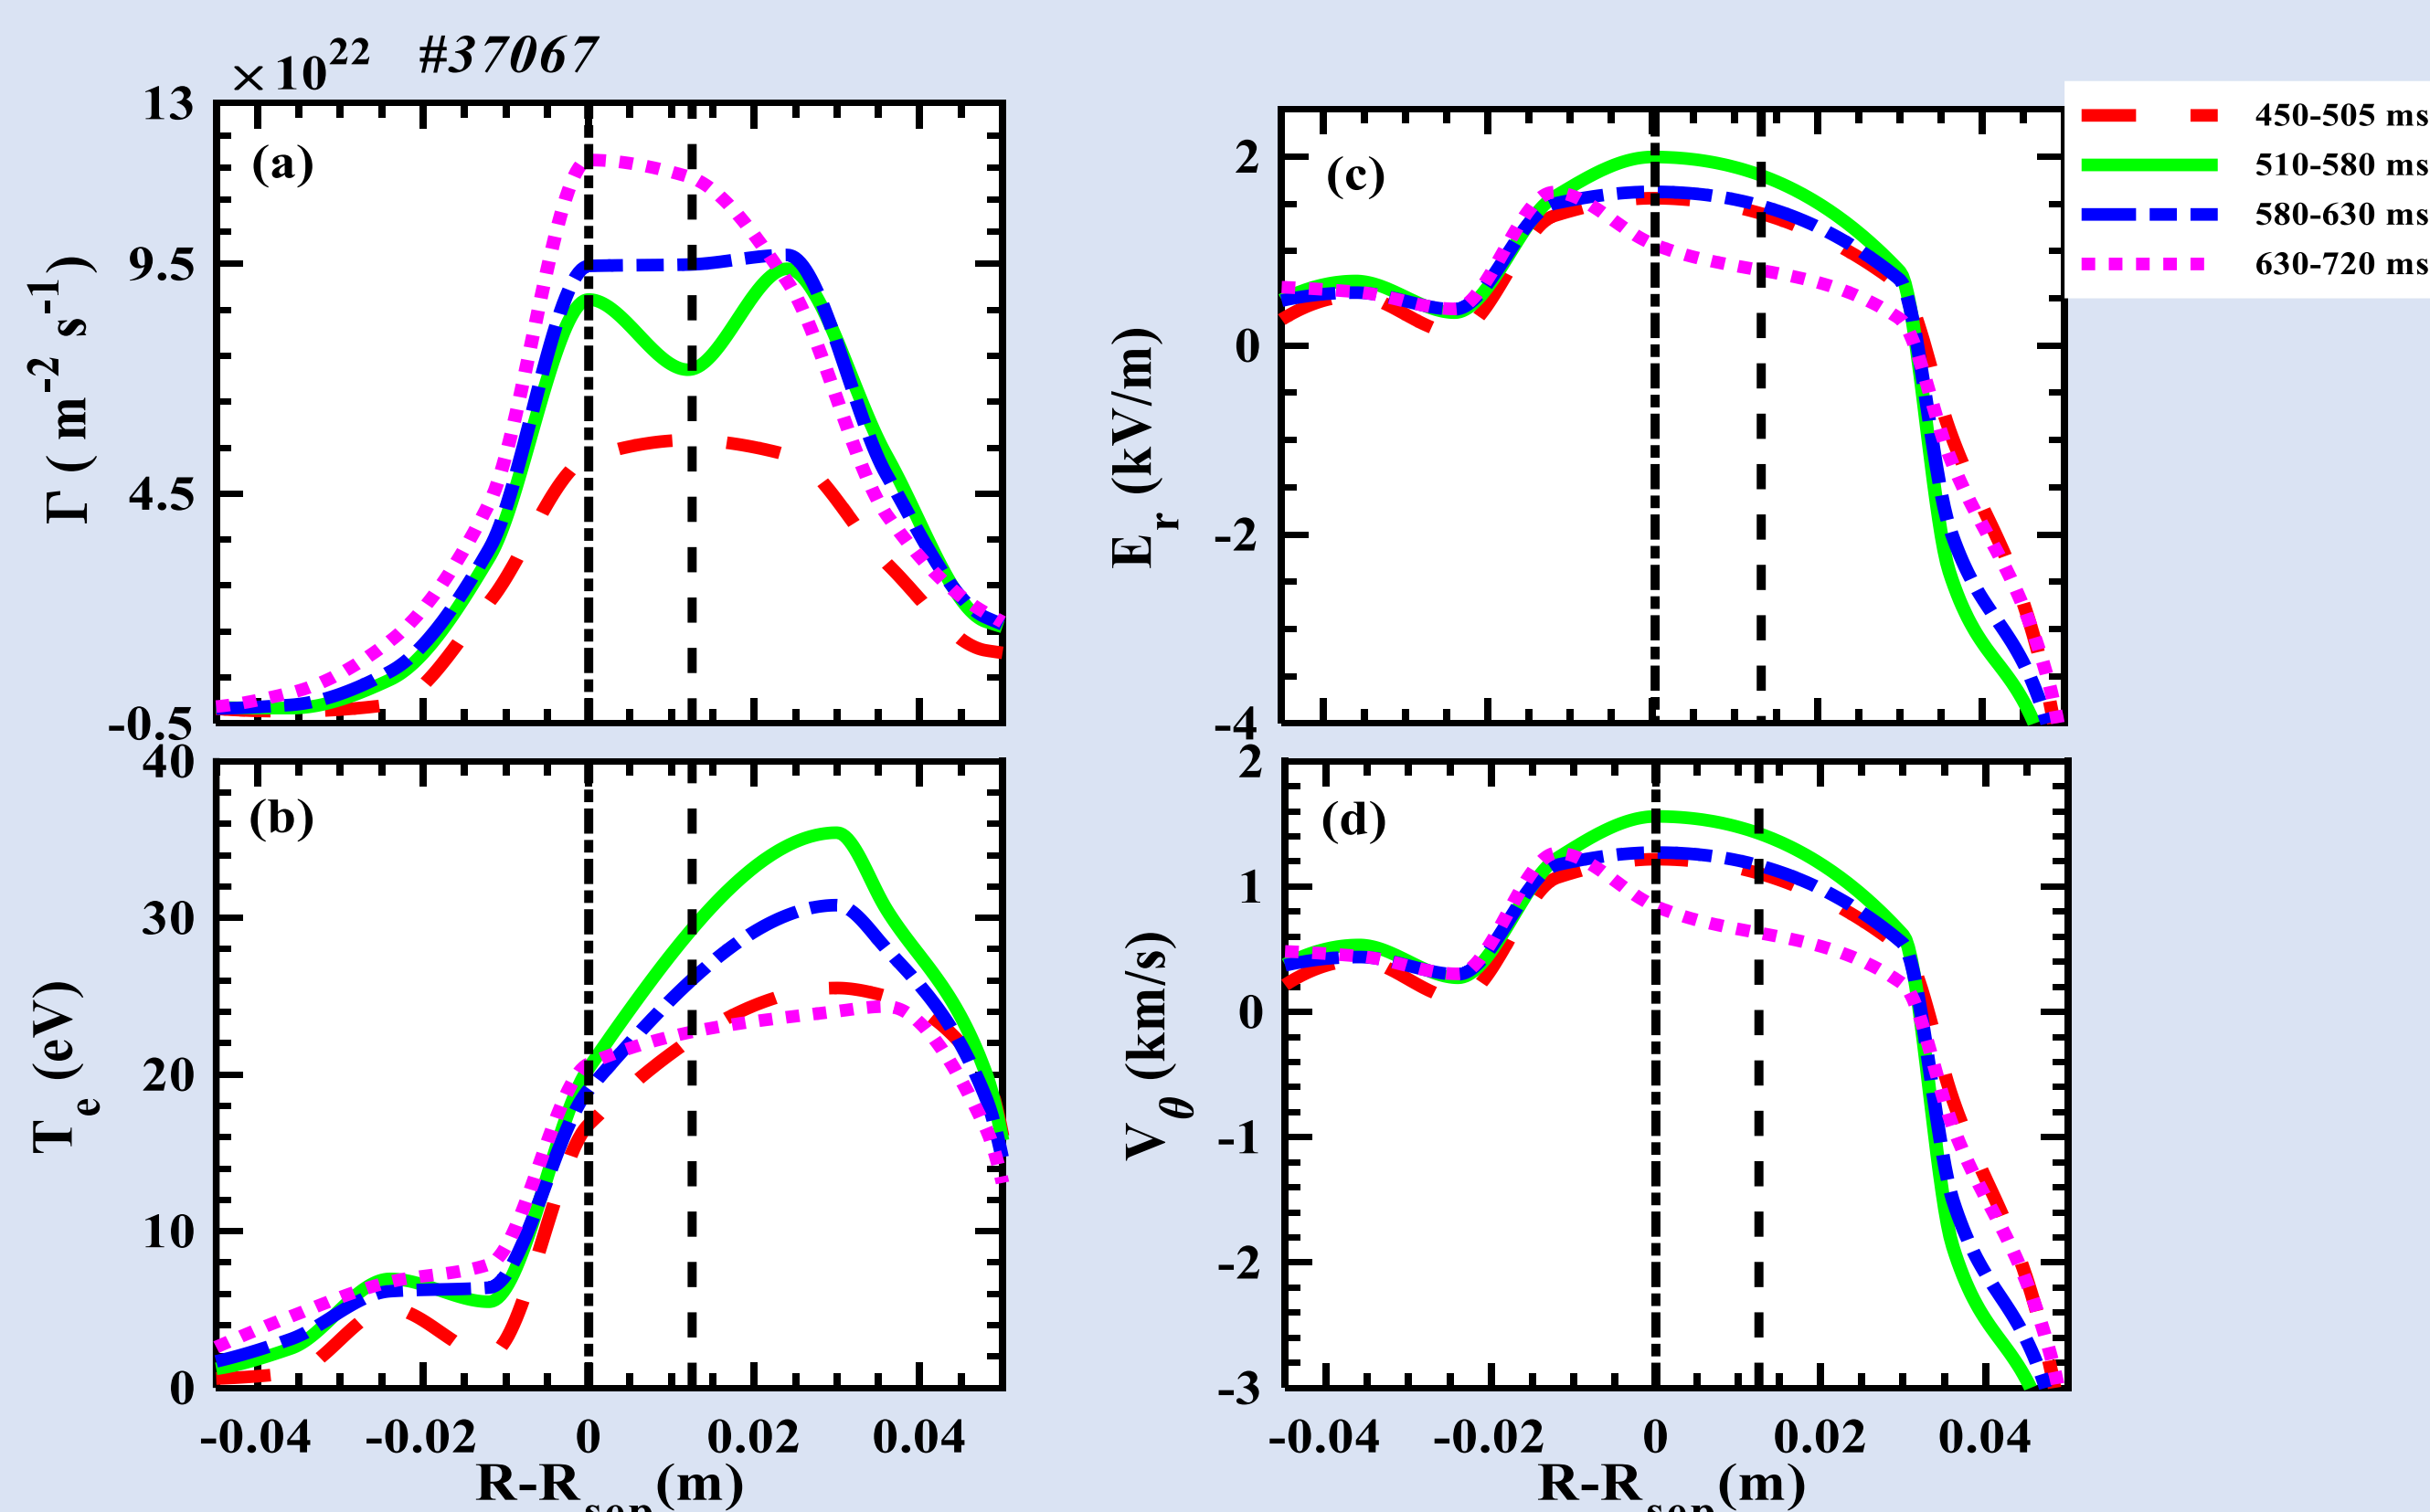 ×10^22 #37067
(a)
Γ ( m^-2 s^-1)
13
9.5
4.5
-0.5
(b)
T_e (eV)
40
30
20
10
0
-0.04 -0.02 0 0.02 0.04
R-R_sep(m)
(c)
E_r (kV/m)
2
0
-2
-4
450-505 ms
510-580 ms
580-630 ms
630-720 ms
(d)
V_θ (km/s)
2
1
0
-1
-2
-3
-0.04 -0.02 0 0.02 0.04
R-R_sep(m)